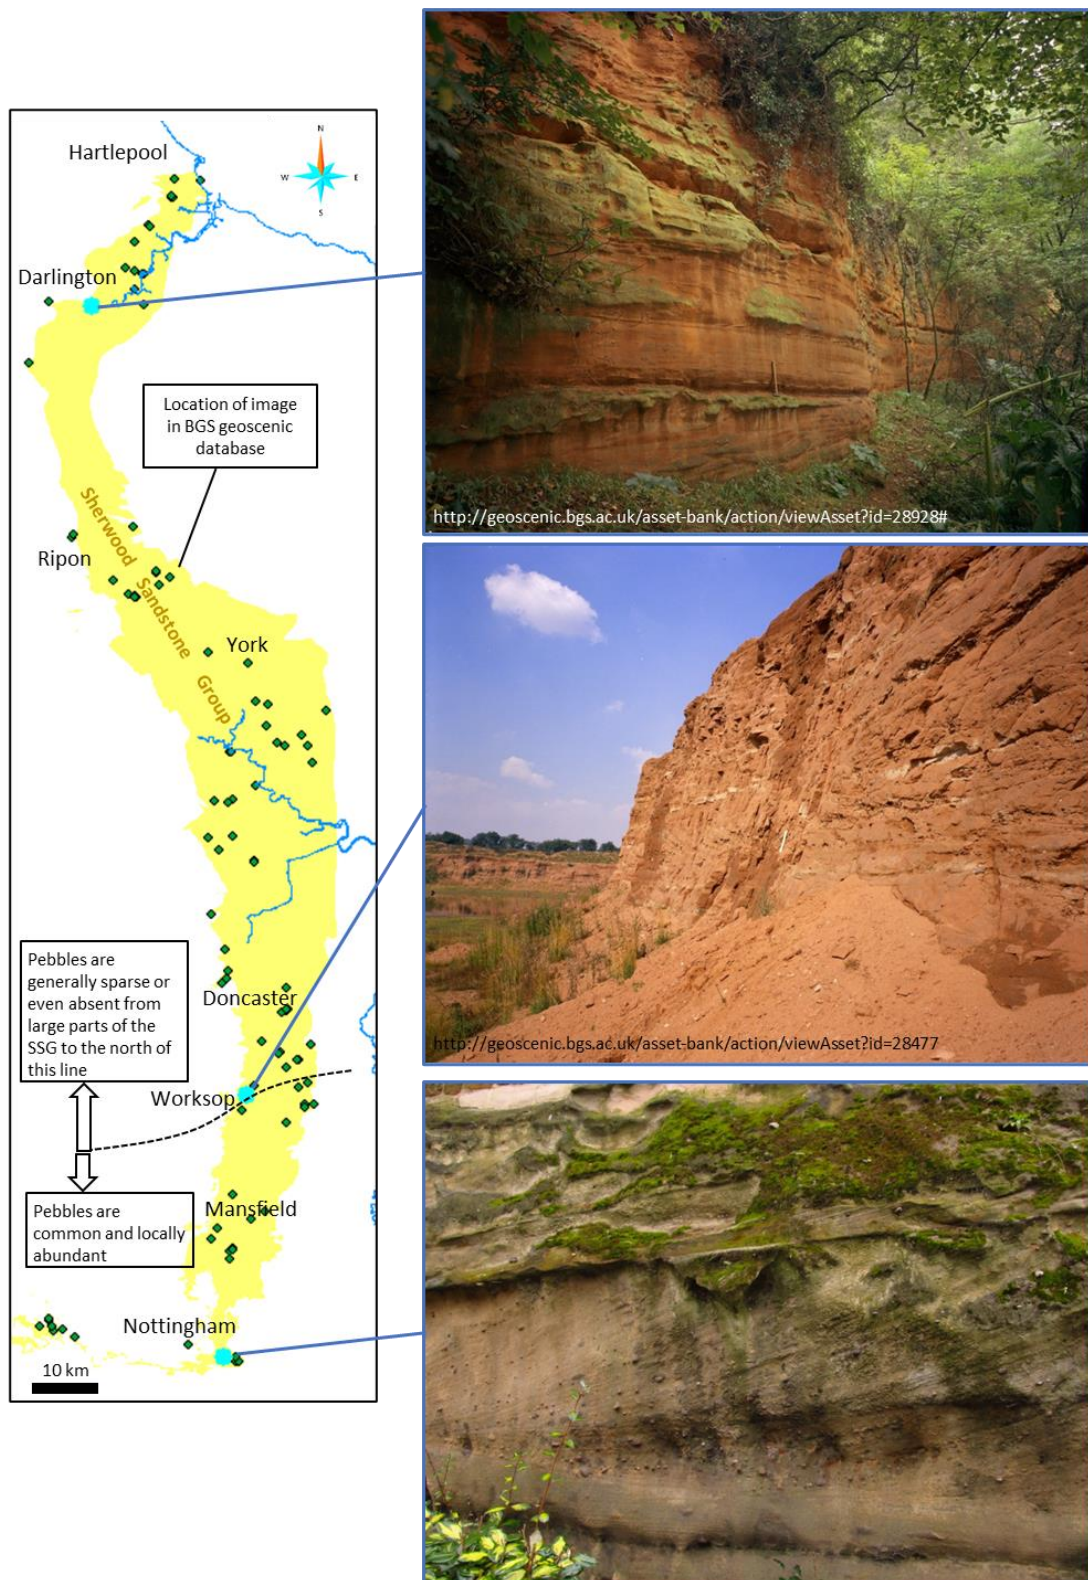 Hartlepool
N
W
E
S
Darlington
http://geoscenic.bgs.ac.uk/asset-bank/action/viewAsset?id=28928#
Location of image
in BGS geoscenic
database
Sherwood
Sandstone
Group
Ripon
York
Pebbles are
generally sparse or
even absent from
large parts of the
SSG to the north of
this line
Doncaster
http://geoscenic.bgs.ac.uk/asset-bank/action/viewAsset?id=28477
Worksop
Pebbles are
common and locally
abundant
Mansfield
Nottingham
10 km